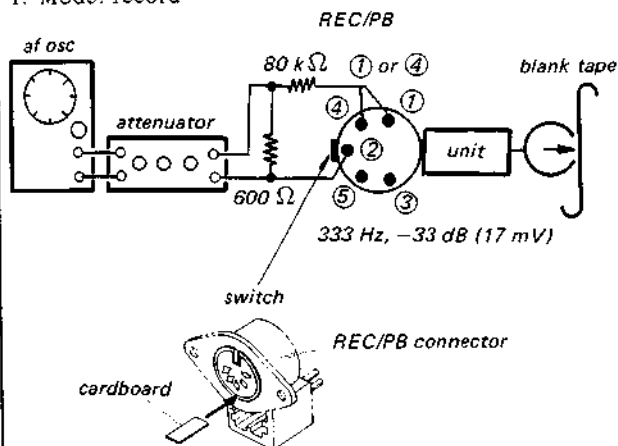 1. Mode: record
REC/PB
af osc
80 kΩ
① or ④
blank tape
attenuator
④
①
②
unit
600 Ω
⑤
③
333 Hz, −33 dB (17 mV)
switch
REC/PB connector
cardboard